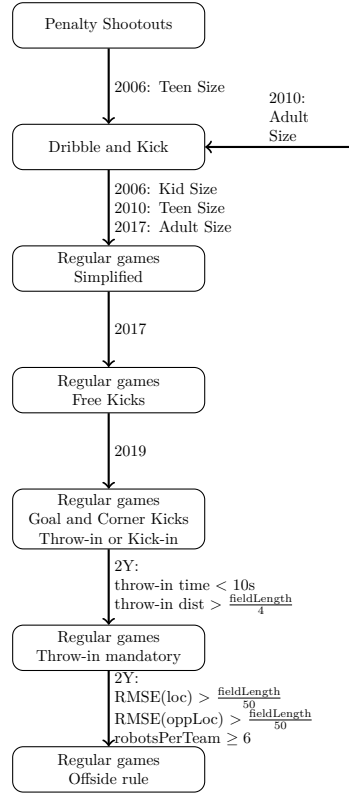 Penalty Shootouts
2006: Teen Size
2010:
Adult
Size
Dribble and Kick
2006: Kid Size
2010: Teen Size
2017: Adult Size
Regular games
Simplified
2017
Regular games
Free Kicks
2019
Regular games
Goal and Corner Kicks
Throw-in or Kick-in
2Y:
throw-in time < 10s
throw-in dist > fieldLength/4
Regular games
Throw-in mandatory
2Y:
RMSE(loc) > fieldLength/50
RMSE(oppLoc) > fieldLength/50
robotsPerTeam ≥ 6
Regular games
Offside rule